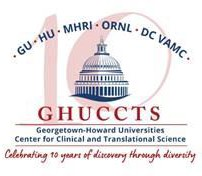 · GU · HU · MHRI · ORNL · DC VAMC ·
10
GHUCCTS
Georgetown-Howard Universities
Center for Clinical and Translational Science
Celebrating 10 years of discovery through diversity